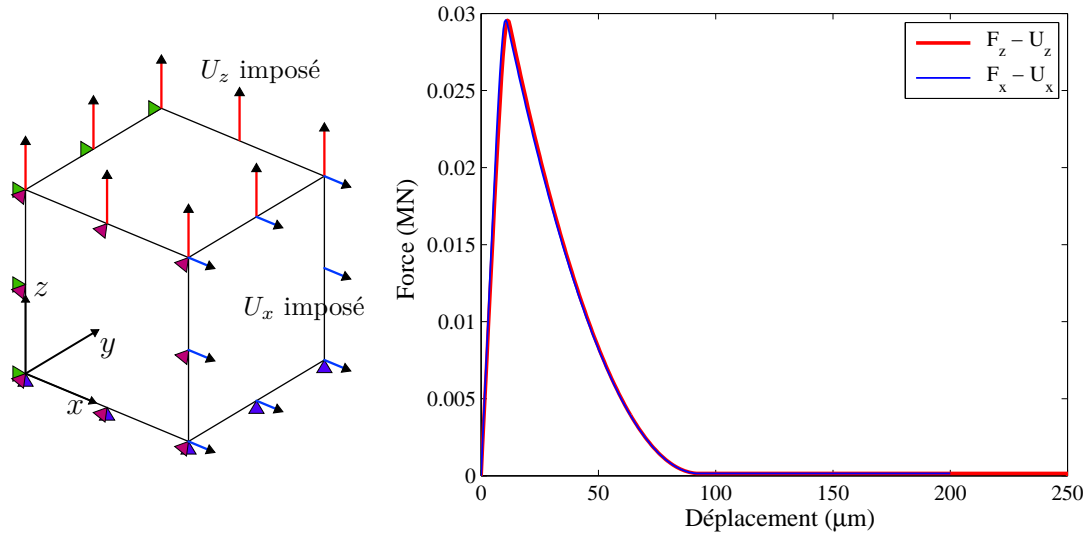 U_z imposé
U_x imposé
z
y
x
0.03
0.025
0.02
0.015
0.01
0.005
0
0 50 100 150 200 250
Force (MN)
Déplacement (μm)
F_z – U_z
F_x – U_x